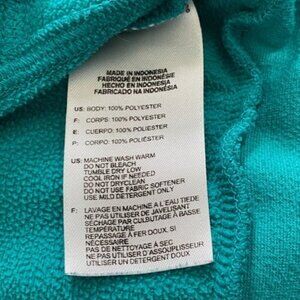 MADE IN INDONESIA
FABRIQUÉ EN INDONÉSIE
HECHO EN INDONESIA
FABRICADO NA INDONÉSIA
US: BODY: 100% POLYESTER
F: CORPS: 100% POLYESTER
E: CUERPO: 100% POLIÉSTER
P: CORPO: 100% POLIÉSTER
US: MACHINE WASH WARM
DO NOT BLEACH
TUMBLE DRY LOW
COOL IRON IF NEEDED
DO NOT DRYCLEAN
DO NOT USE FABRIC SOFTENER
USE MILD DETERGENT ONLY
F: LAVAGE EN MACHINE A L'EAU TIEDE
NE PAS UTILISER DE JAVELISANT
SÉCHAGE PAR CULBUTAGE À BASSE
TEMPÉRATURE
REPASSAGE À FER DOUX, SI
NÉCESSAIRE
PAS DE NETTOYAGE À SEC
NE PAS UTILISER D'ASSOUPLISSEUR
UTILISER UN DETERGENT DOUX